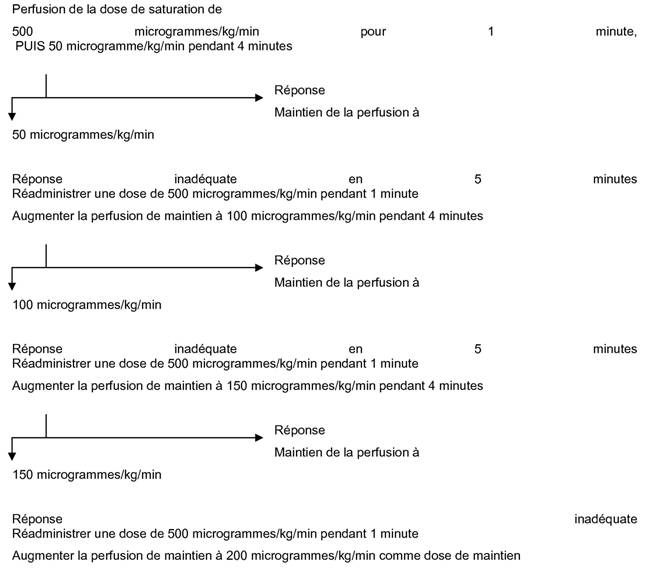 Perfusion de la dose de saturation de
500 microgrammes/kg/min pour 1 minute,
PUIS 50 microgramme/kg/min pendant 4 minutes
Réponse
Maintien de la perfusion à
50 microgrammes/kg/min
Réponse inadéquate en 5 minutes
Réadministrer une dose de 500 microgrammes/kg/min pendant 1 minute
Augmenter la perfusion de maintien à 100 microgrammes/kg/min pendant 4 minutes
Réponse
Maintien de la perfusion à
100 microgrammes/kg/min
Réponse inadéquate en 5 minutes
Réadministrer une dose de 500 microgrammes/kg/min pendant 1 minute
Augmenter la perfusion de maintien à 150 microgrammes/kg/min pendant 4 minutes
Réponse
Maintien de la perfusion à
150 microgrammes/kg/min
Réponse inadéquate
Réadministrer une dose de 500 microgrammes/kg/min pendant 1 minute
Augmenter la perfusion de maintien à 200 microgrammes/kg/min comme dose de maintien